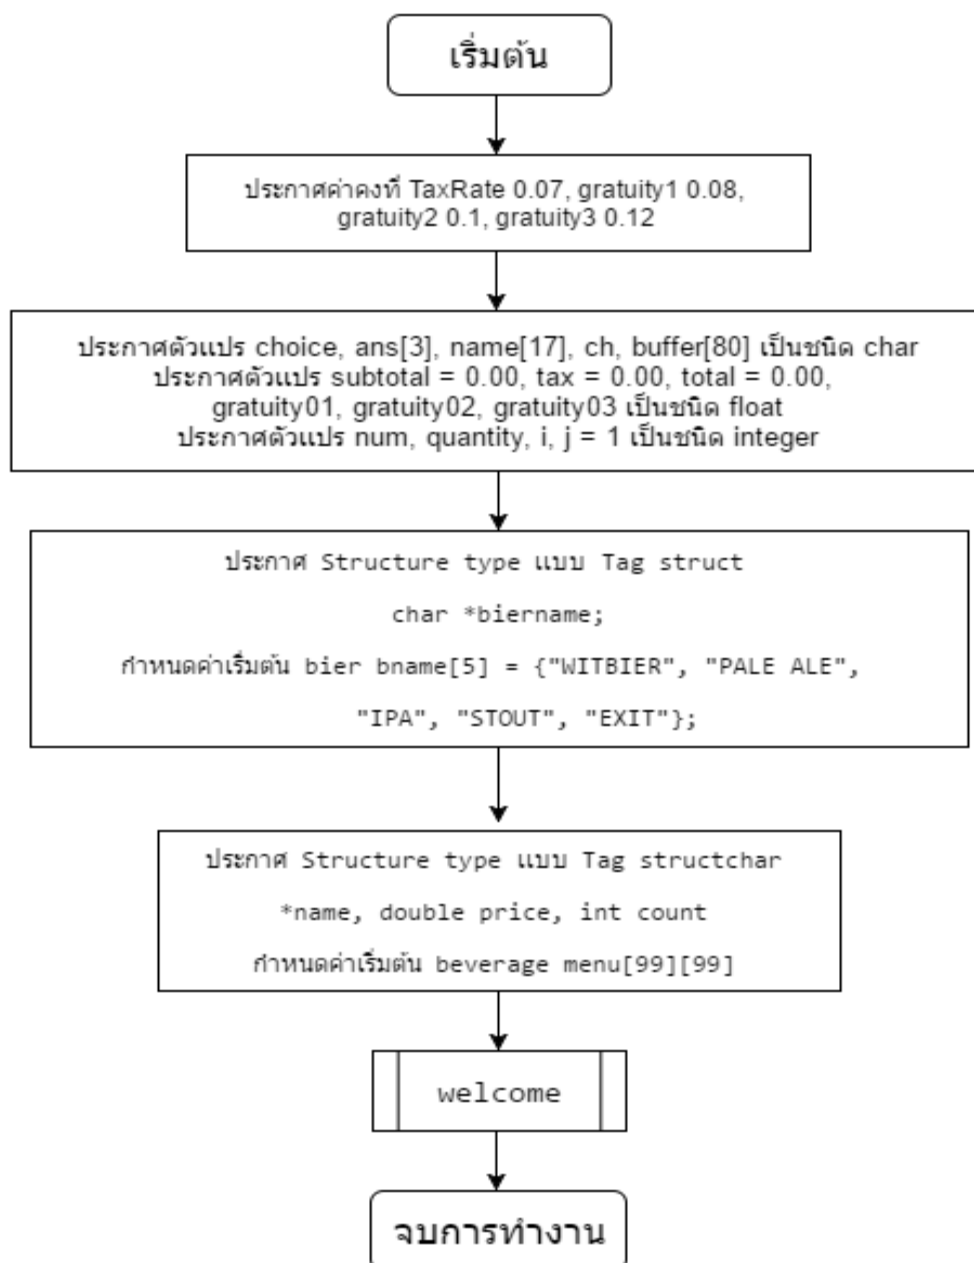 เริ่มต้น
ประกาศค่าคงที่ TaxRate 0.07, gratuity1 0.08,
gratuity2 0.1, gratuity3 0.12
ประกาศตัวแปร choice, ans[3], name[17], ch, buffer[80] เป็นชนิด char
ประกาศตัวแปร subtotal = 0.00, tax = 0.00, total = 0.00,
gratuity01, gratuity02, gratuity03 เป็นชนิด float
ประกาศตัวแปร num, quantity, i, j = 1 เป็นชนิด integer
ประกาศ Structure type แบบ Tag struct
char *biername;
กำหนดค่าเริ่มต้น bier bname[5] = {"WITBIER", "PALE ALE",
"IPA", "STOUT", "EXIT"};
ประกาศ Structure type แบบ Tag structchar
*name, double price, int count
กำหนดค่าเริ่มต้น beverage menu[99][99]
welcome
จบการทำงาน